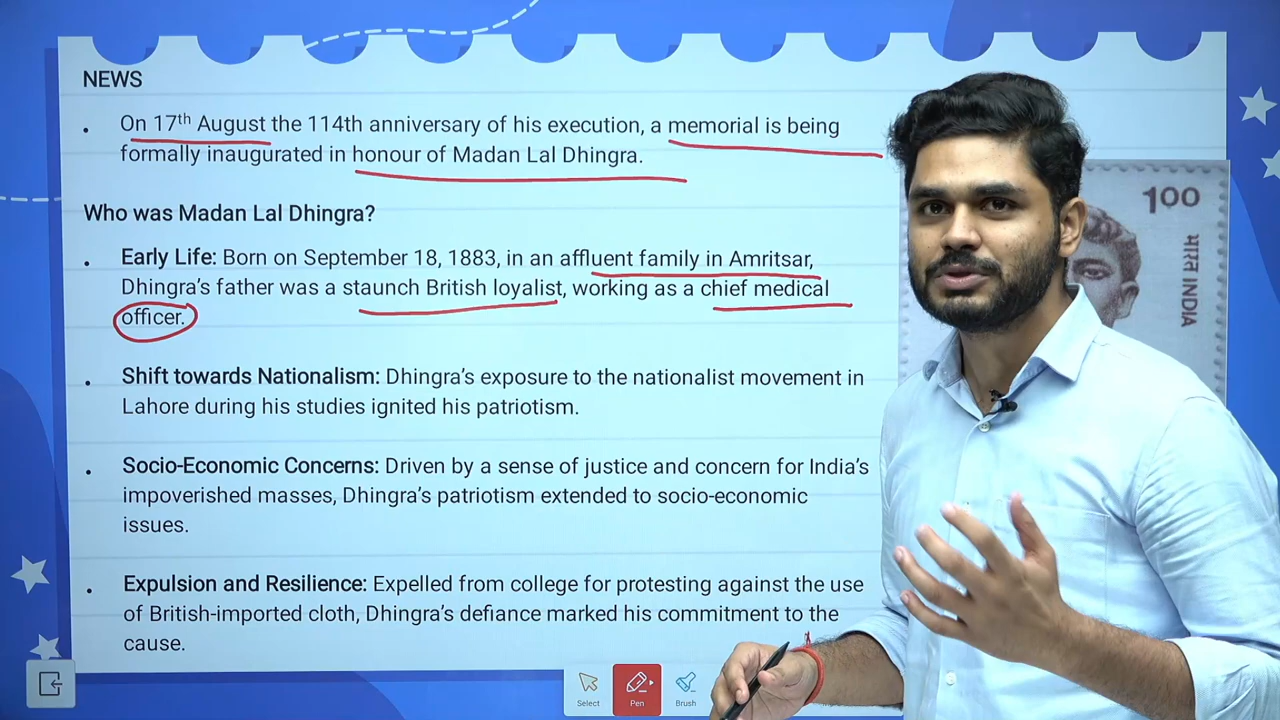 NEWS
• On 17th August the 114th anniversary of his execution, a memorial is being
formally inaugurated in honour of Madan Lal Dhingra.
Who was Madan Lal Dhingra?
• Early Life: Born on September 18, 1883, in an affluent family in Amritsar,
Dhingra's father was a staunch British loyalist, working as a chief medical
officer.
• Shift towards Nationalism: Dhingra's exposure to the nationalist movement in
Lahore during his studies ignited his patriotism.
• Socio-Economic Concerns: Driven by a sense of justice and concern for India's
impoverished masses, Dhingra's patriotism extended to socio-economic
issues.
• Expulsion and Resilience: Expelled from college for protesting against the use
of British-imported cloth, Dhingra's defiance marked his commitment to the
cause.
100
भारत INDIA
Select
Pen
Brush